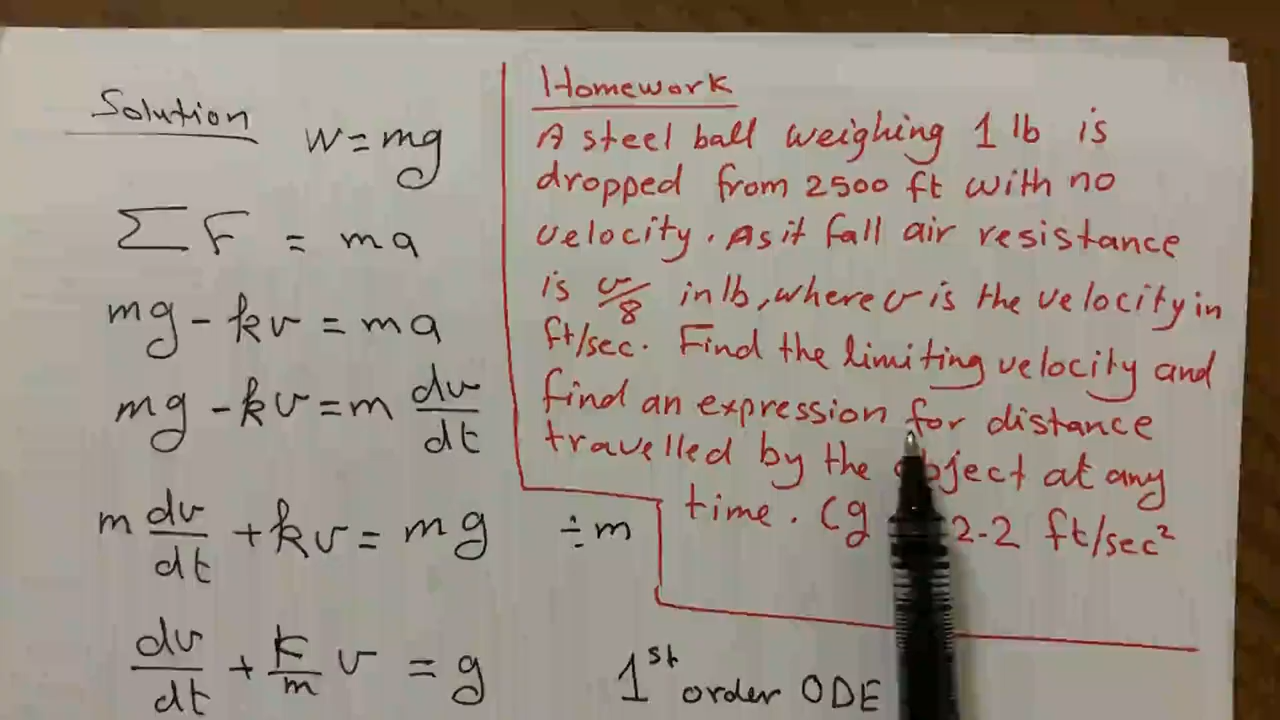 Solution
W = mg
Σ F = ma
mg - kv = ma
mg - kv = m dv/dt
m dv/dt + kv = mg ÷ m
dv/dt + k/m v = g
1st order ODE
Homework
A steel ball weighing 1 lb is
dropped from 2500 ft with no
velocity. As it fall air resistance
is v/8 in lb, where v is the velocity in
ft/sec. Find the limiting velocity and
find an expression for distance
travelled by the object at any
time. (g 2.2 ft/sec²